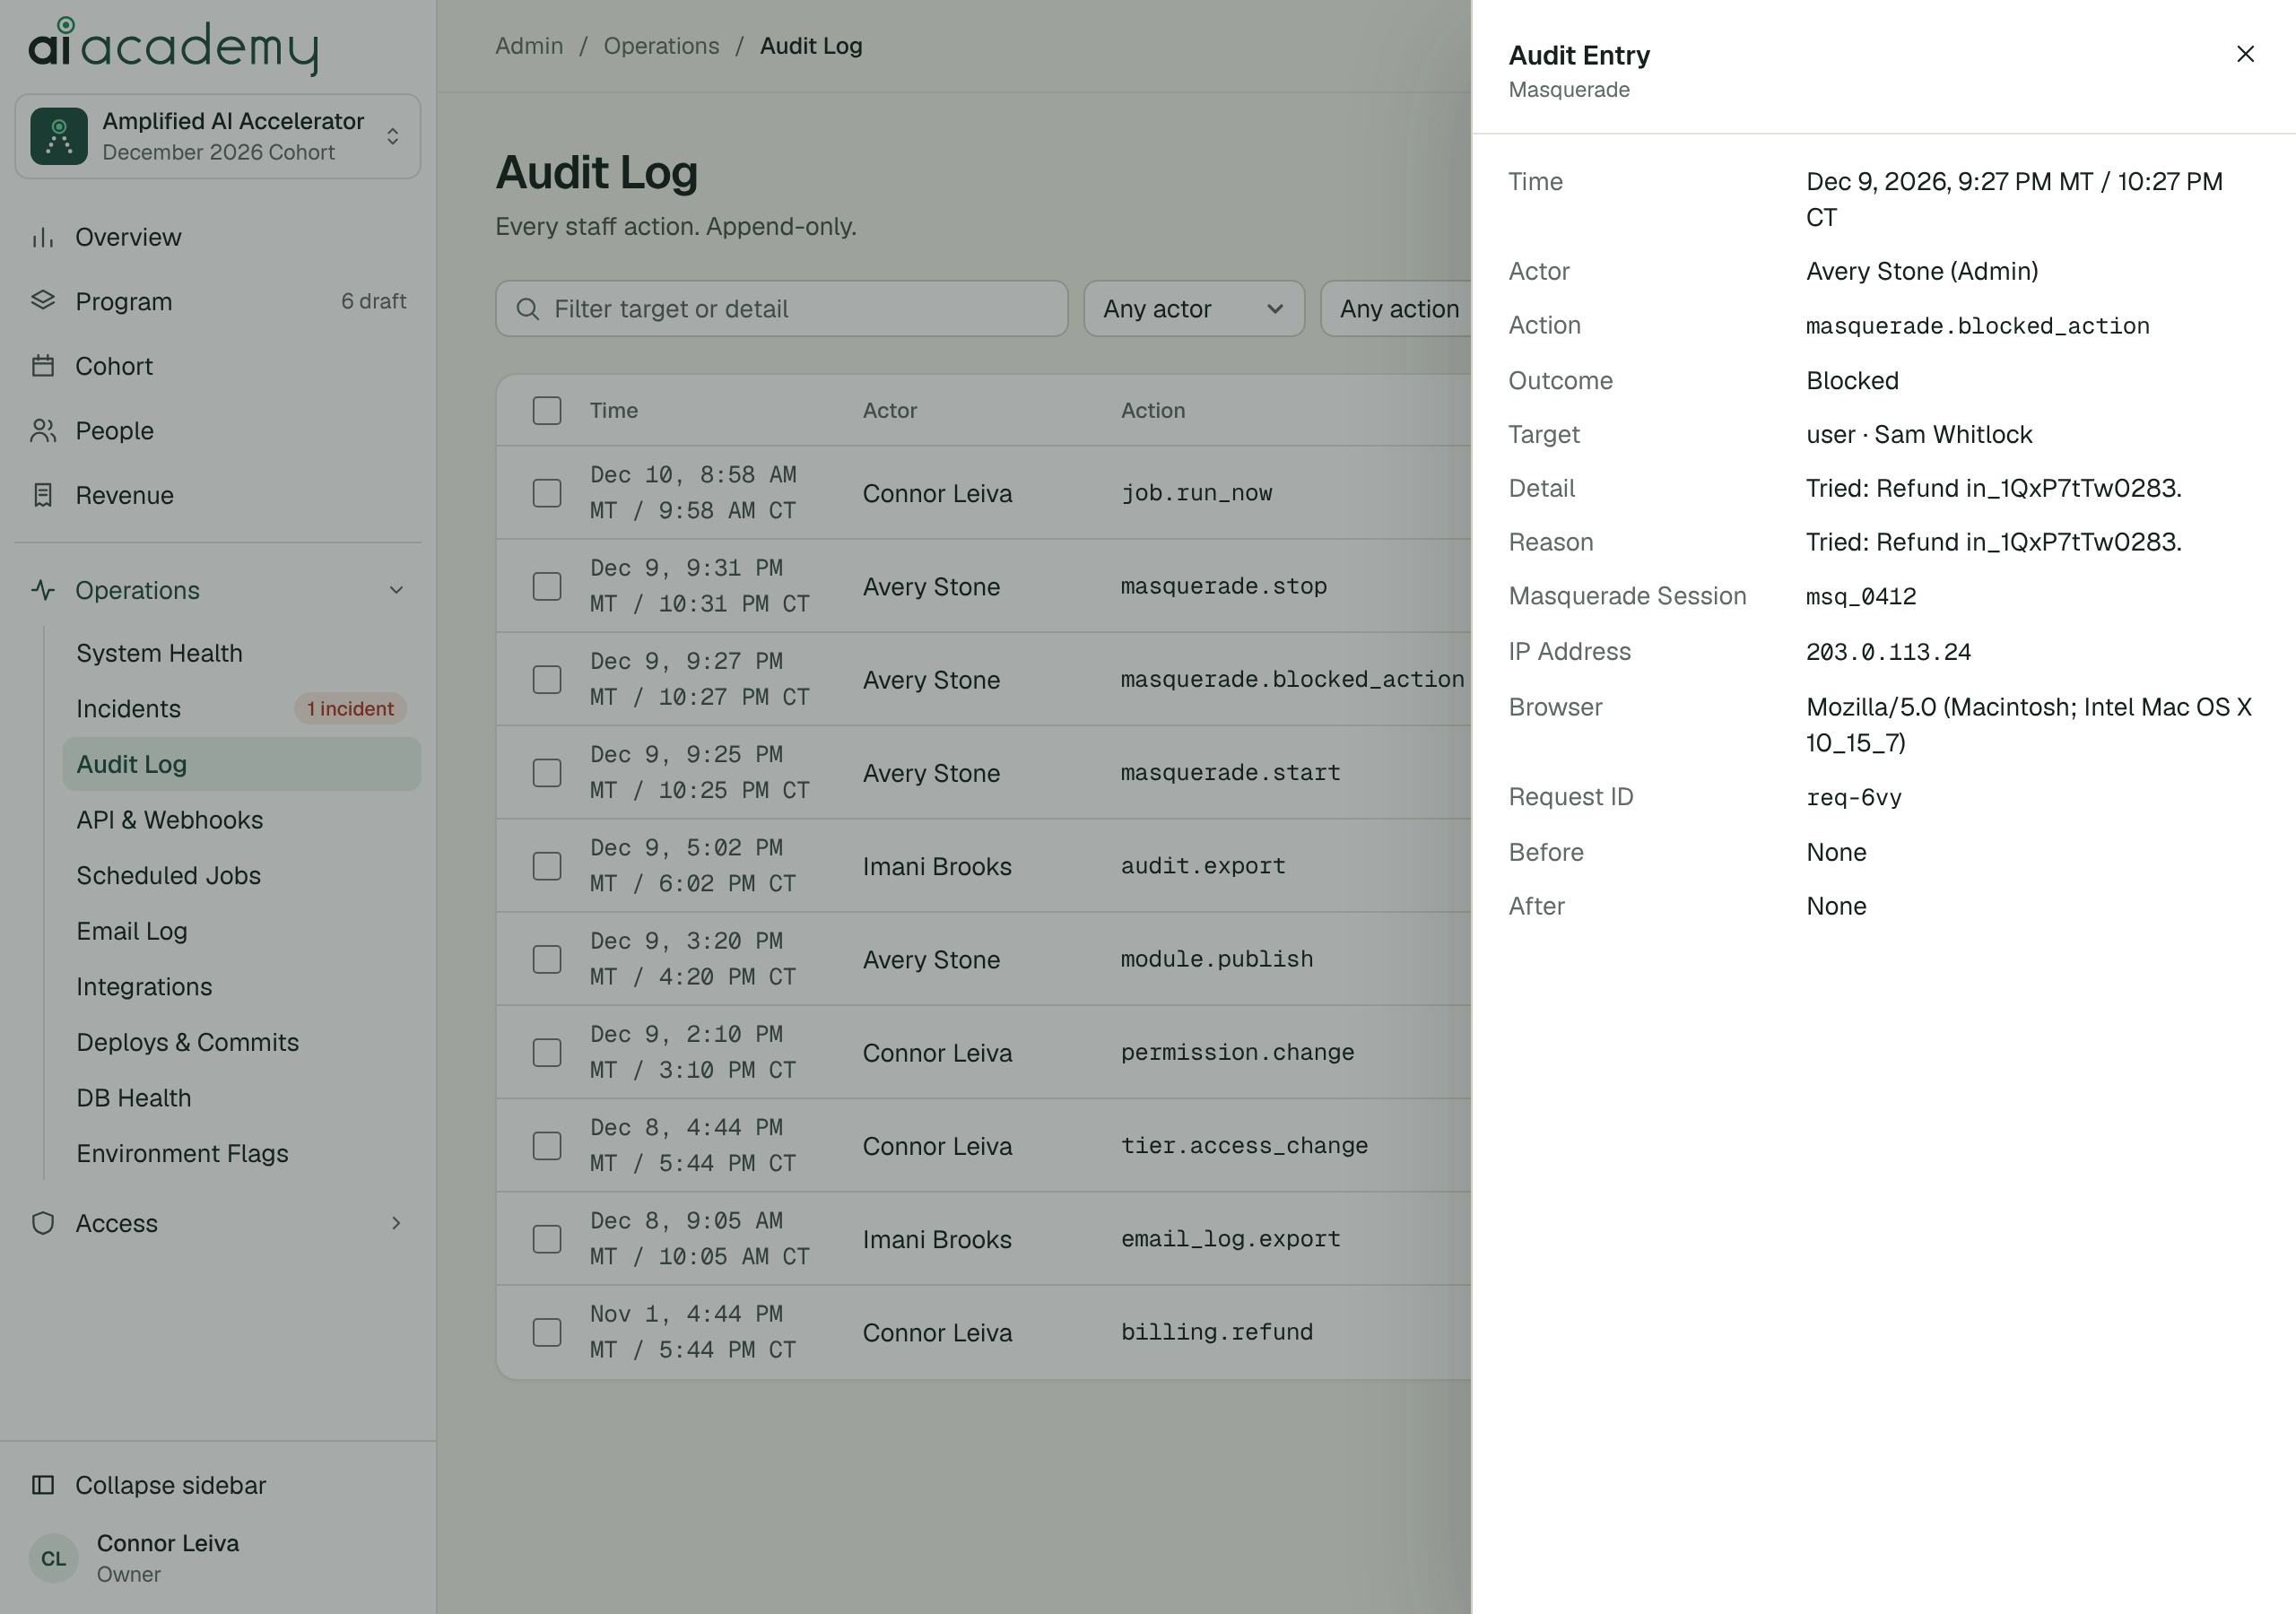 ai academy
Amplified AI Accelerator
December 2026 Cohort
Overview
Program 6 draft
Cohort
People
Revenue
Operations
System Health
Incidents 1 incident
Audit Log
API & Webhooks
Scheduled Jobs
Email Log
Integrations
Deploys & Commits
DB Health
Environment Flags
Access
Collapse sidebar
CL
Connor Leiva
Owner
Admin / Operations / Audit Log
Audit Log
Every staff action. Append-only.
Filter target or detail Any actor Any action
Time Actor Action
Dec 10, 8:58 AM
MT / 9:58 AM CT
Connor Leiva
job.run_now
Dec 9, 9:31 PM
MT / 10:31 PM CT
Avery Stone
masquerade.stop
Dec 9, 9:27 PM
MT / 10:27 PM CT
Avery Stone
masquerade.blocked_action
Dec 9, 9:25 PM
MT / 10:25 PM CT
Avery Stone
masquerade.start
Dec 9, 5:02 PM
MT / 6:02 PM CT
Imani Brooks
audit.export
Dec 9, 3:20 PM
MT / 4:20 PM CT
Avery Stone
module.publish
Dec 9, 2:10 PM
MT / 3:10 PM CT
Connor Leiva
permission.change
Dec 8, 4:44 PM
MT / 5:44 PM CT
Connor Leiva
tier.access_change
Dec 8, 9:05 AM
MT / 10:05 AM CT
Imani Brooks
email_log.export
Nov 1, 4:44 PM
MT / 5:44 PM CT
Connor Leiva
billing.refund
Audit Entry
Masquerade
Time Dec 9, 2026, 9:27 PM MT / 10:27 PM
CT
Actor Avery Stone (Admin)
Action masquerade.blocked_action
Outcome Blocked
Target user · Sam Whitlock
Detail Tried: Refund in_1QxP7tTw0283.
Reason Tried: Refund in_1QxP7tTw0283.
Masquerade Session msq_0412
IP Address 203.0.113.24
Browser Mozilla/5.0 (Macintosh; Intel Mac OS X
10_15_7)
Request ID req-6vy
Before None
After None